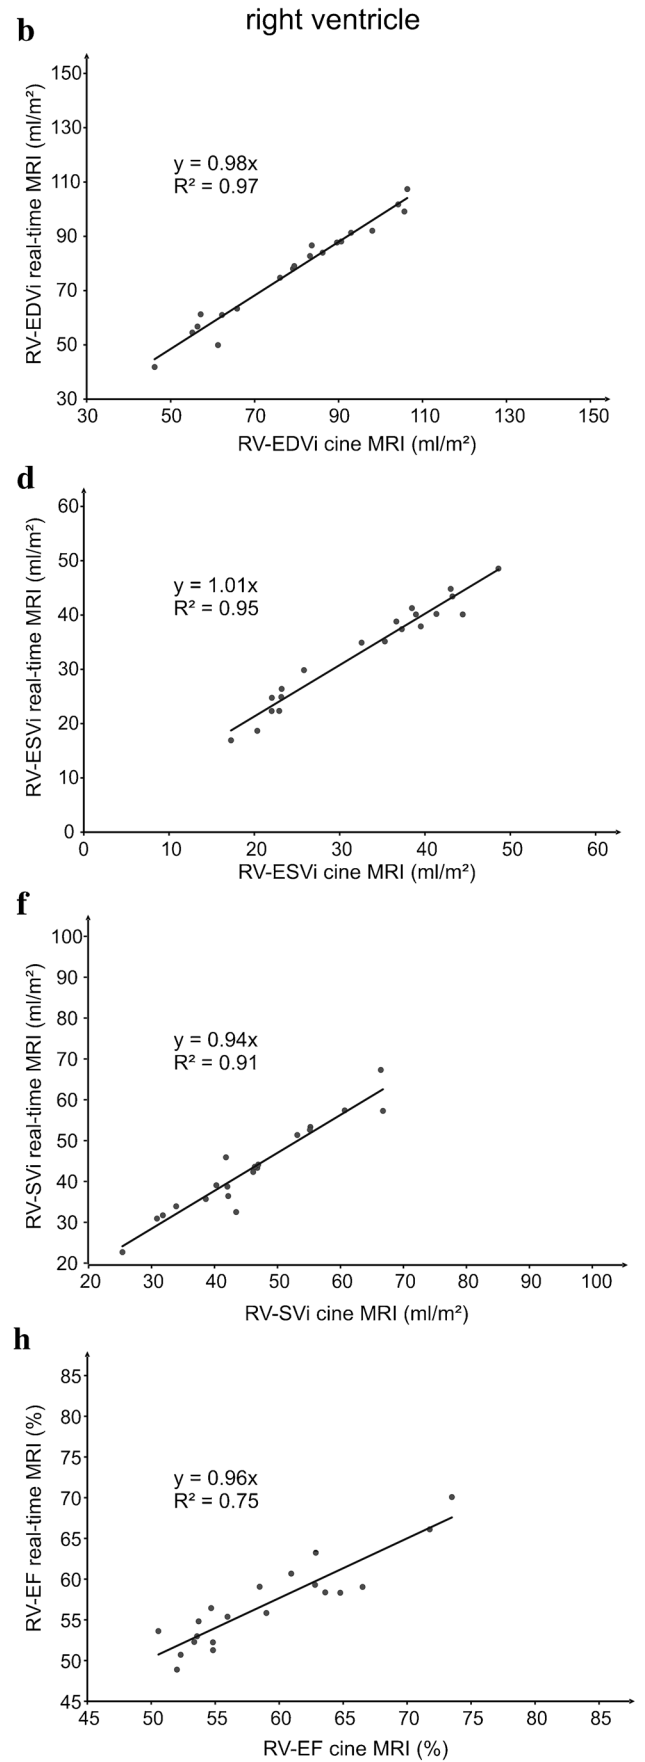 right ventricle
b
RV-EDVi real-time MRI (ml/m²)
150
130
110
90
70
50
30
y = 0.98x
R² = 0.97
30 50 70 90 110 130 150
RV-EDVi cine MRI (ml/m²)
d
RV-ESVi real-time MRI (ml/m²)
60
50
40
30
20
10
0
y = 1.01x
R² = 0.95
0 10 20 30 40 50 60
RV-ESVi cine MRI (ml/m²)
f
RV-SVi real-time MRI (ml/m²)
100
90
80
70
60
50
40
30
20
y = 0.94x
R² = 0.91
20 30 40 50 60 70 80 90 100
RV-SVi cine MRI (ml/m²)
h
RV-EF real-time MRI (%)
85
80
75
70
65
60
55
50
45
y = 0.96x
R² = 0.75
45 50 55 60 65 70 75 80 85
RV-EF cine MRI (%)